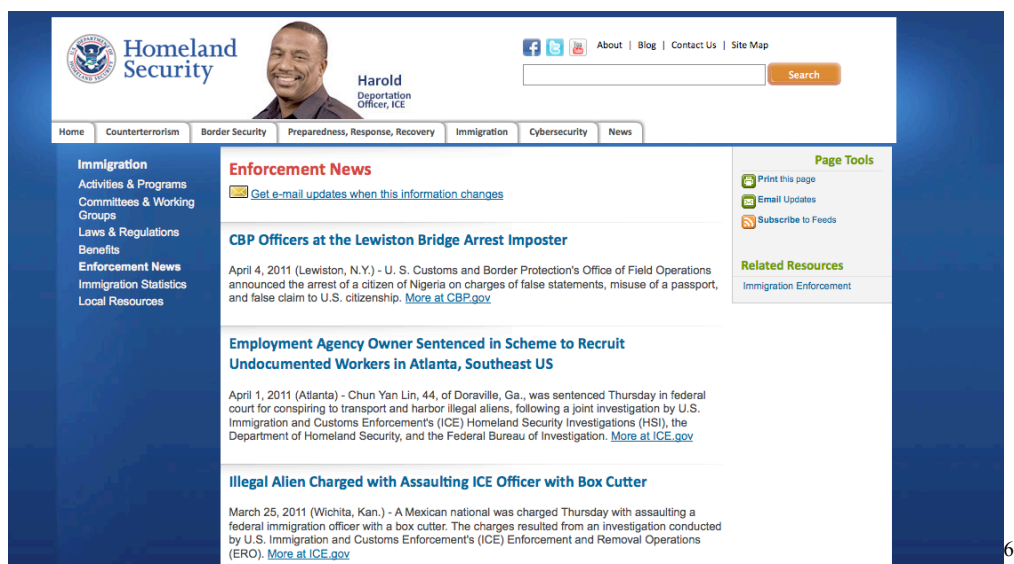 Homeland
Security
Harold
Deportation
Officer, ICE
About | Blog | Contact Us | Site Map
Search
Home
Counterterrorism
Border Security
Preparedness, Response, Recovery
Immigration
Cybersecurity
News
Immigration
Activities & Programs
Committees & Working
Groups
Laws & Regulations
Benefits
Enforcement News
Immigration Statistics
Local Resources
Enforcement News
Get e-mail updates when this information changes
CBP Officers at the Lewiston Bridge Arrest Imposter
April 4, 2011 (Lewiston, N.Y.) - U. S. Customs and Border Protection's Office of Field Operations
announced the arrest of a citizen of Nigeria on charges of false statements, misuse of a passport,
and false claim to U.S. citizenship. More at CBP.gov
Employment Agency Owner Sentenced in Scheme to Recruit
Undocumented Workers in Atlanta, Southeast US
April 1, 2011 (Atlanta) - Chun Yan Lin, 44, of Doraville, Ga., was sentenced Thursday in federal
court for conspiring to transport and harbor illegal aliens, following a joint investigation by U.S.
Immigration and Customs Enforcement's (ICE) Homeland Security Investigations (HSI), the
Department of Homeland Security, and the Federal Bureau of Investigation. More at ICE.gov
Illegal Alien Charged with Assaulting ICE Officer with Box Cutter
March 25, 2011 (Wichita, Kan.) - A Mexican national was charged Thursday with assaulting a
federal immigration officer with a box cutter. The charges resulted from an investigation conducted
by U.S. Immigration and Customs Enforcement's (ICE) Enforcement and Removal Operations
(ERO). More at ICE.gov
Page Tools
Print this page
Email Updates
Subscribe to Feeds
Related Resources
Immigration Enforcement
6